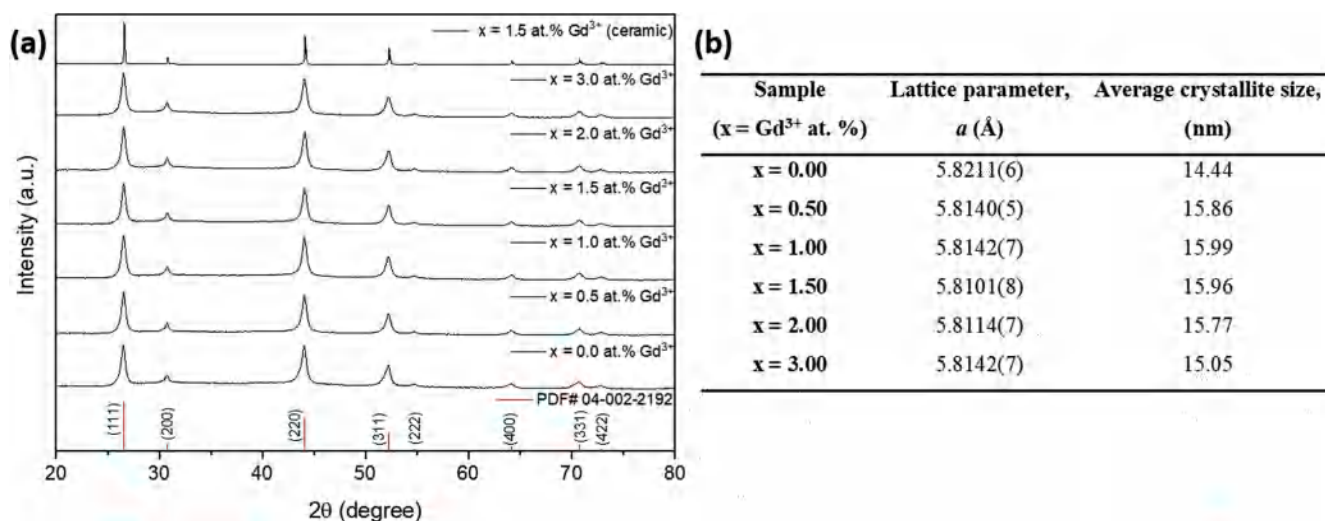 (a)
x = 1.5 at.% Gd³⁺ (ceramic)
x = 3.0 at.% Gd³⁺
x = 2.0 at.% Gd³⁺
x = 1.5 at.% Gd³⁺
x = 1.0 at.% Gd³⁺
x = 0.5 at.% Gd³⁺
x = 0.0 at.% Gd³⁺
PDF# 04-002-2192
(111) (200) (220) (311) (222) (400) (331) (422)
20 30 40 50 60 70 80
2θ (degree)
Intensity (a.u.)
(b)
Sample Lattice parameter, Average crystallite size,
(x = Gd³⁺ at. %) a (Å) (nm)
x = 0.00 5.8211(6) 14.44
x = 0.50 5.8140(5) 15.86
x = 1.00 5.8142(7) 15.99
x = 1.50 5.8101(8) 15.96
x = 2.00 5.8114(7) 15.77
x = 3.00 5.8142(7) 15.05